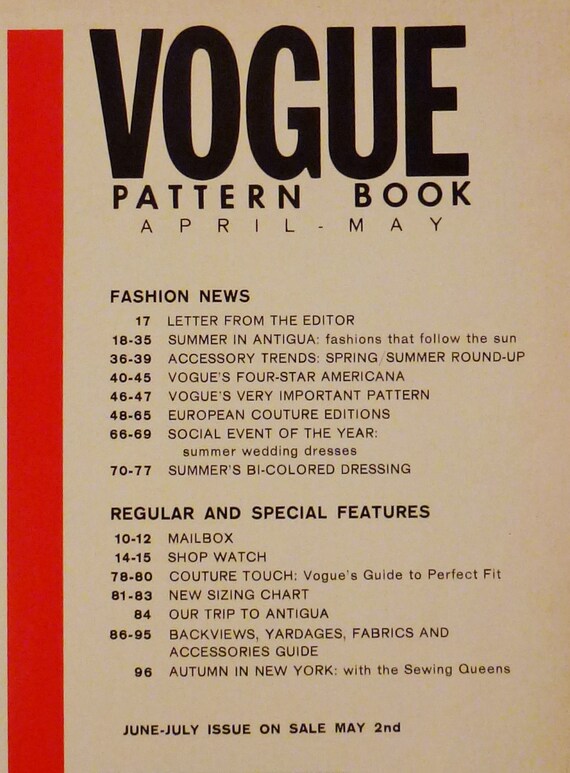 VOGUE
PATTERN BOOK
APRIL-MAY
FASHION NEWS
17 LETTER FROM THE EDITOR
18-35 SUMMER IN ANTIGUA: fashions that follow the sun
36-39 ACCESSORY TRENDS: SPRING/SUMMER ROUND-UP
40-45 VOGUE'S FOUR-STAR AMERICANA
46-47 VOGUE'S VERY IMPORTANT PATTERN
48-65 EUROPEAN COUTURE EDITIONS
66-69 SOCIAL EVENT OF THE YEAR:
summer wedding dresses
70-77 SUMMER'S BI-COLORED DRESSING
REGULAR AND SPECIAL FEATURES
10-12 MAILBOX
14-15 SHOP WATCH
78-80 COUTURE TOUCH: Vogue's Guide to Perfect Fit
81-83 NEW SIZING CHART
84 OUR TRIP TO ANTIGUA
86-95 BACKVIEWS, YARDAGES, FABRICS AND
ACCESSORIES GUIDE
96 AUTUMN IN NEW YORK: with the Sewing Queens
JUNE-JULY ISSUE ON SALE MAY 2nd